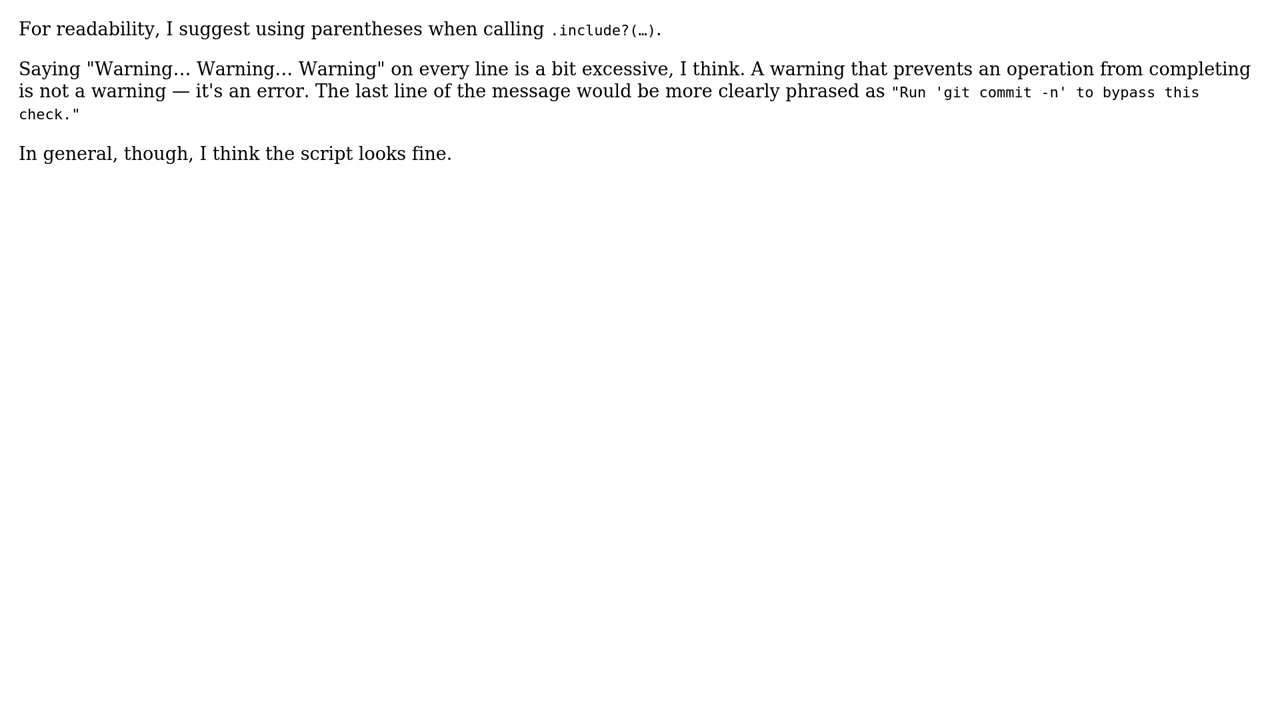 For readability, I suggest using parentheses when calling .include?(…).
Saying "Warning… Warning… Warning" on every line is a bit excessive, I think. A warning that prevents an operation from completing
is not a warning — it's an error. The last line of the message would be more clearly phrased as "Run 'git commit -n' to bypass this
check."
In general, though, I think the script looks fine.